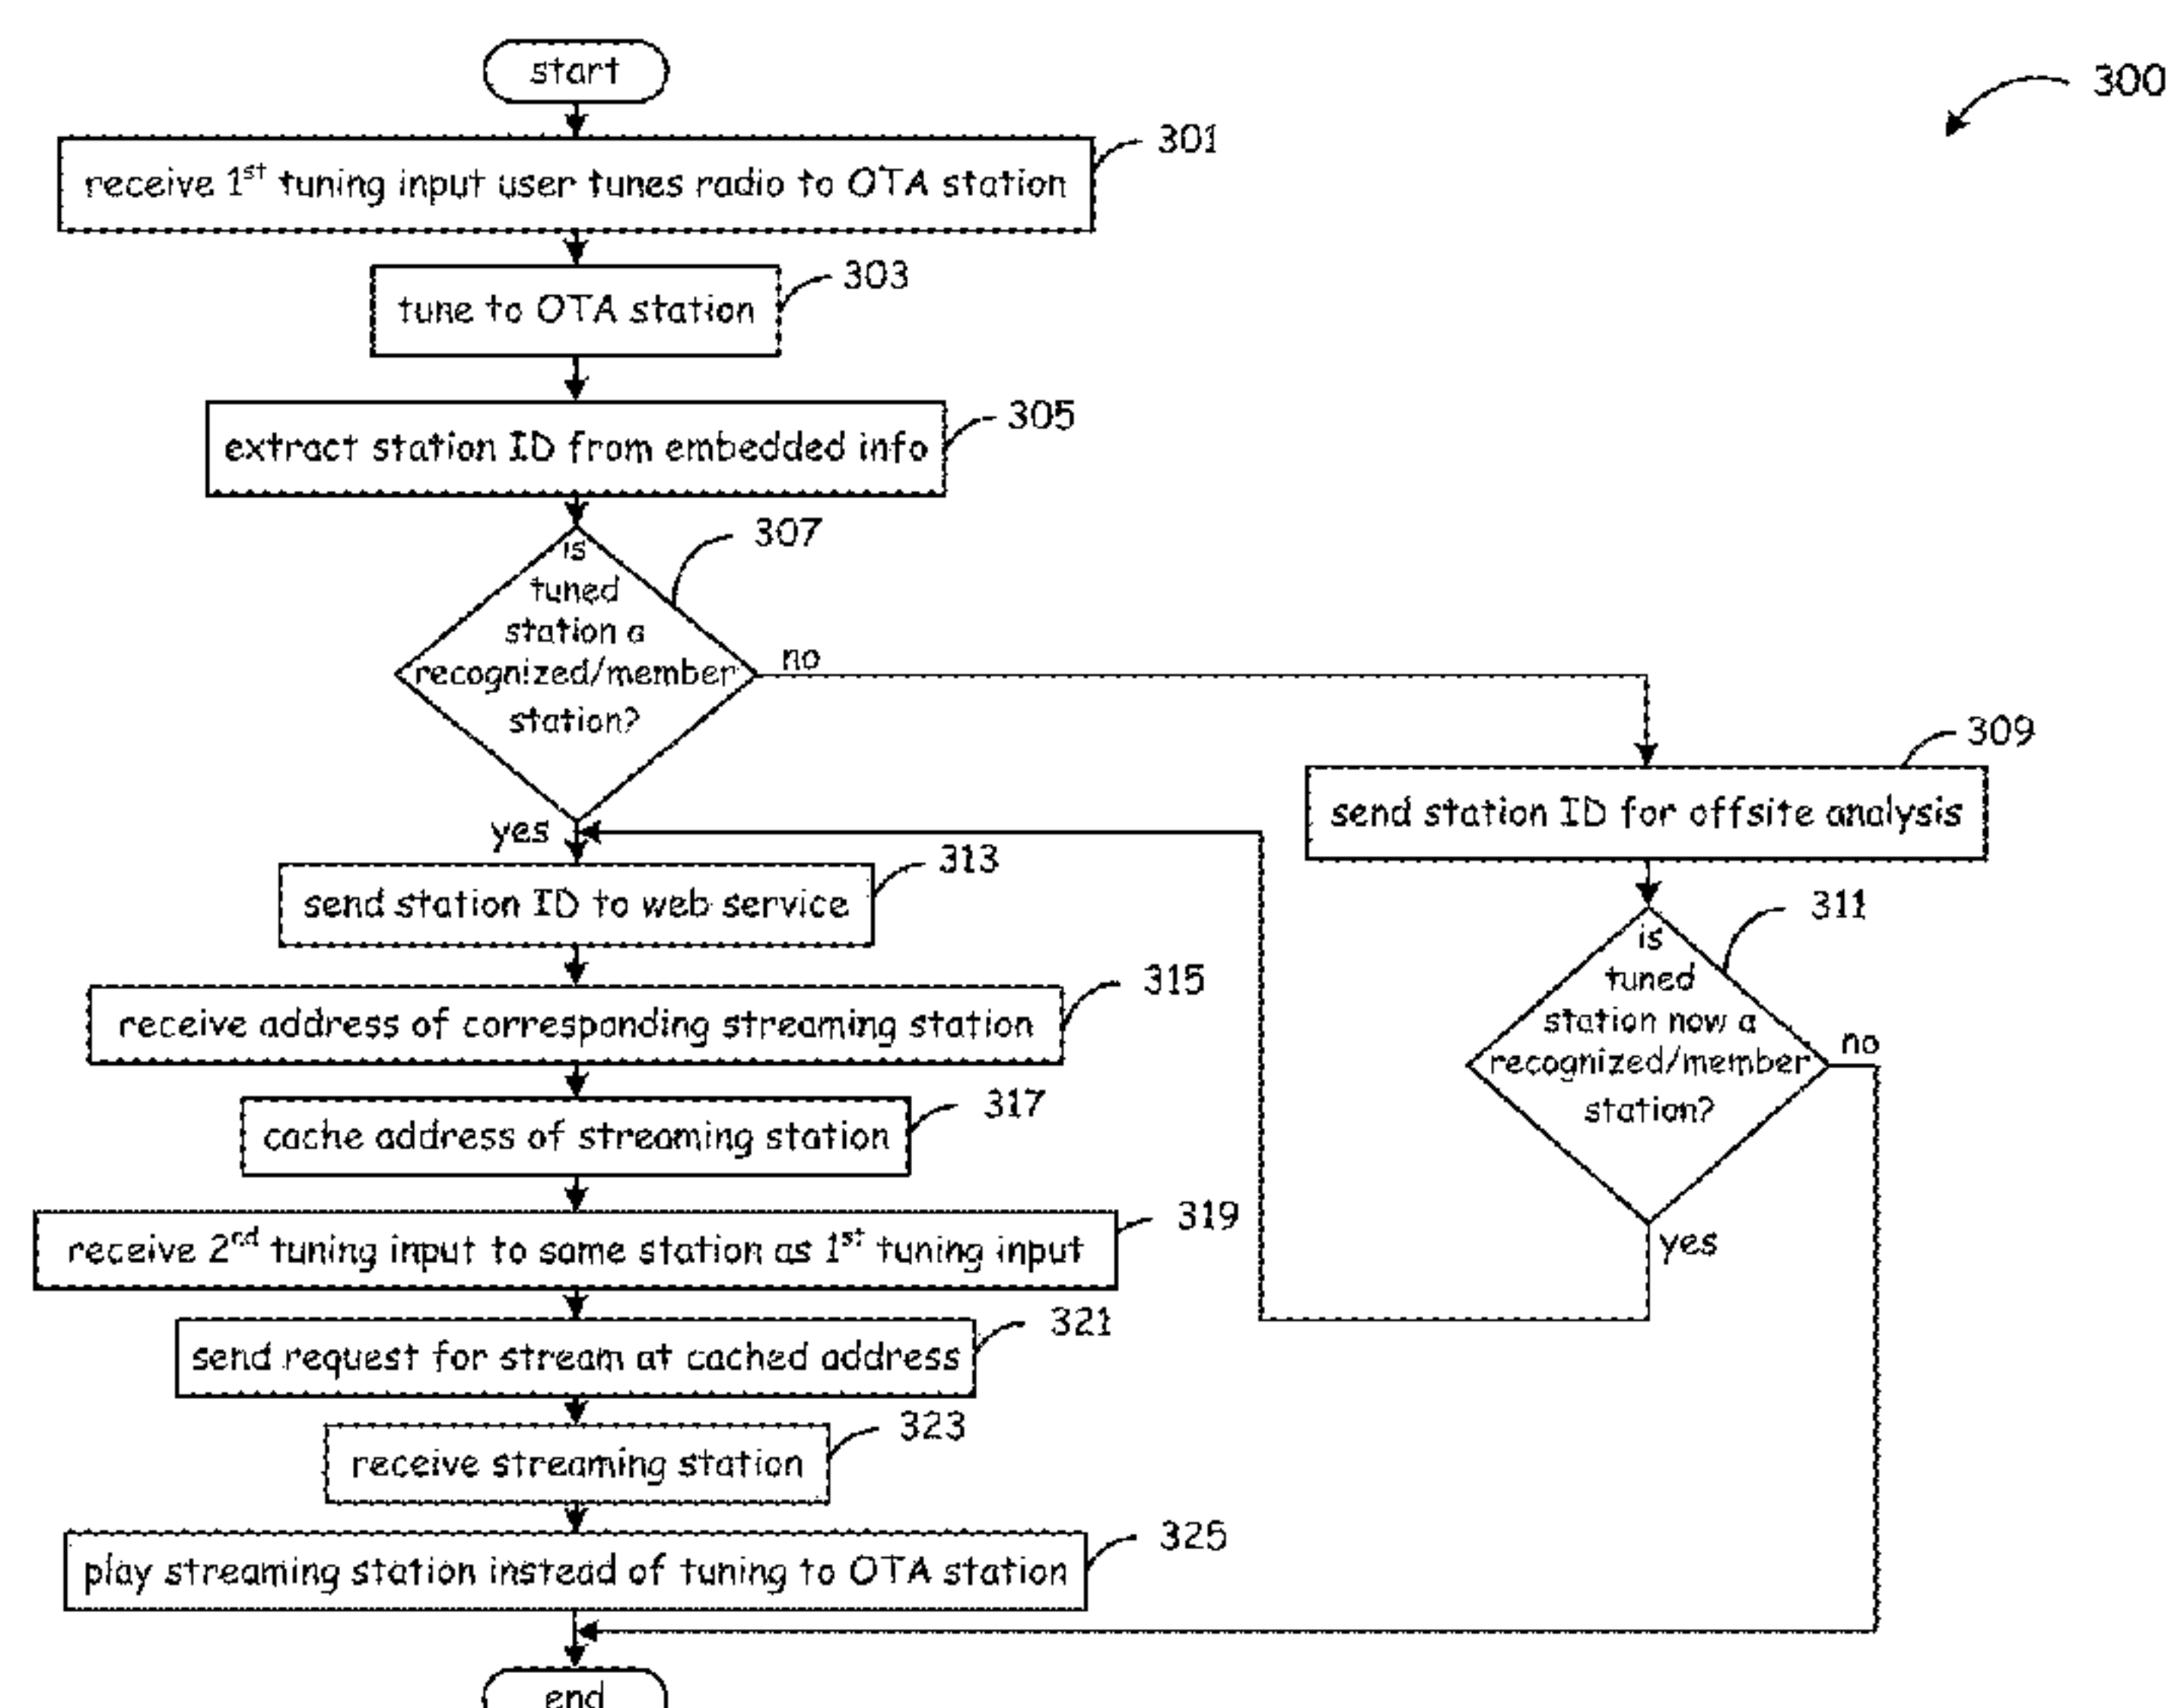 start
300
301
receive 1st tuning input user tunes radio to OTA station
303
tune to OTA station
305
extract station ID from embedded info
307
is
tuned
station a
recognized/member
station?
no
yes
309
send station ID for offsite analysis
311
is
tuned
station now a
recognized/member
station?
no
yes
313
send station ID to web service
315
receive address of corresponding streaming station
317
cache address of streaming station
319
receive 2nd tuning input to same station as 1st tuning input
321
send request for stream at cached address
323
receive streaming station
325
play streaming station instead of tuning to OTA station
end